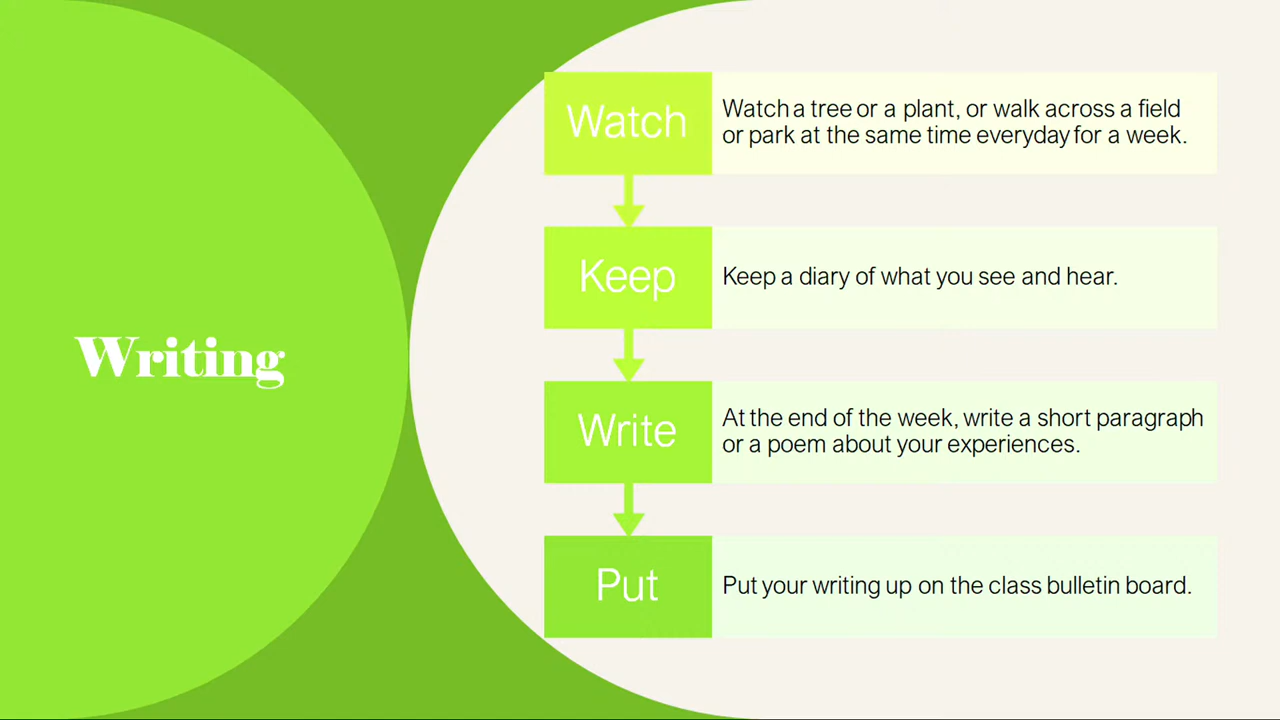 Writing
Watch
Watch a tree or a plant, or walk across a field
or park at the same time everyday for a week.
Keep
Keep a diary of what you see and hear.
Write
At the end of the week, write a short paragraph
or a poem about your experiences.
Put
Put your writing up on the class bulletin board.